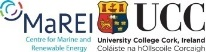 MaREI
Centre for Marine and
Renewable Energy
UCC
University College Cork, Ireland
Coláiste na hOllscoile Corcaigh